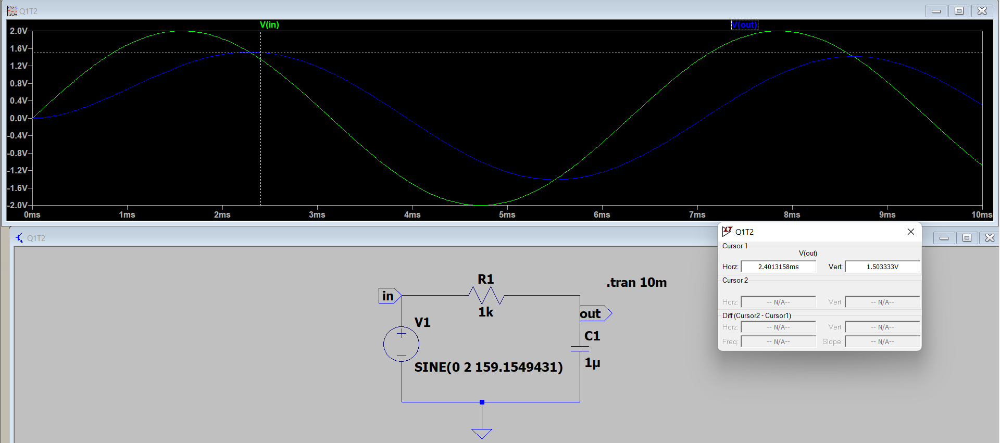 Q1T2
V(in) V(out)
2.0V
1.6V
1.2V
0.8V
0.4V
0.0V
-0.4V
-0.8V
-1.2V
-1.6V
-2.0V
0ms 1ms 2ms 3ms 4ms 5ms 6ms 7ms 8ms 9ms 10ms
Q1T2
R1
in
1k
V1
SINE(0 2 159.1549431)
.tran 10m
out
C1
1µ
Q1T2
Cursor 1
V(out)
Horz: 2.4013158ms Vert: 1.503333V
Cursor 2
Horz: -- N/A-- Vert: -- N/A--
Diff (Cursor2 - Cursor1)
Horz: -- N/A-- Vert: -- N/A--
Freq: -- N/A-- Slope: -- N/A--